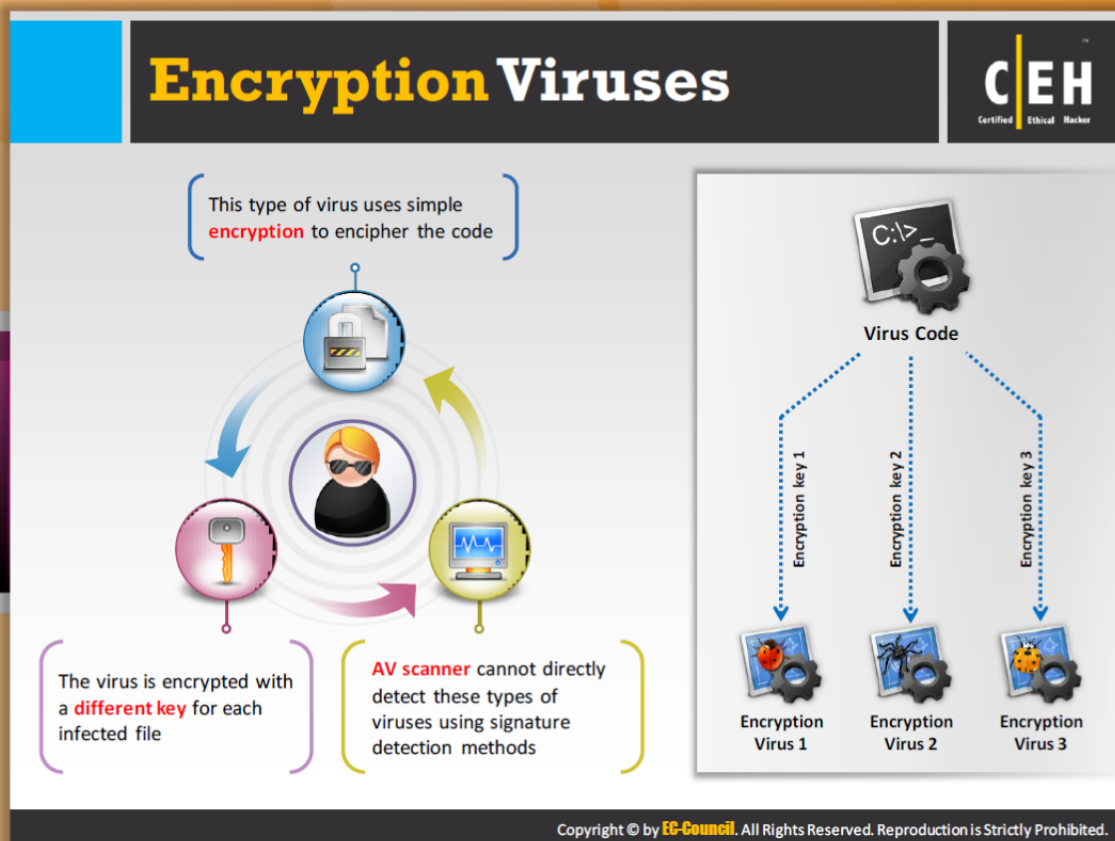 Encryption Viruses
C|EH
™
Certified Ethical Hacker
This type of virus uses simple
encryption to encipher the code
The virus is encrypted with
a different key for each
infected file
AV scanner cannot directly
detect these types of
viruses using signature
detection methods
C:\>_
Virus Code
Encryption key 1
Encryption key 2
Encryption key 3
Encryption
Virus 1
Encryption
Virus 2
Encryption
Virus 3
Copyright © by EC-Council. All Rights Reserved. Reproduction is Strictly Prohibited.